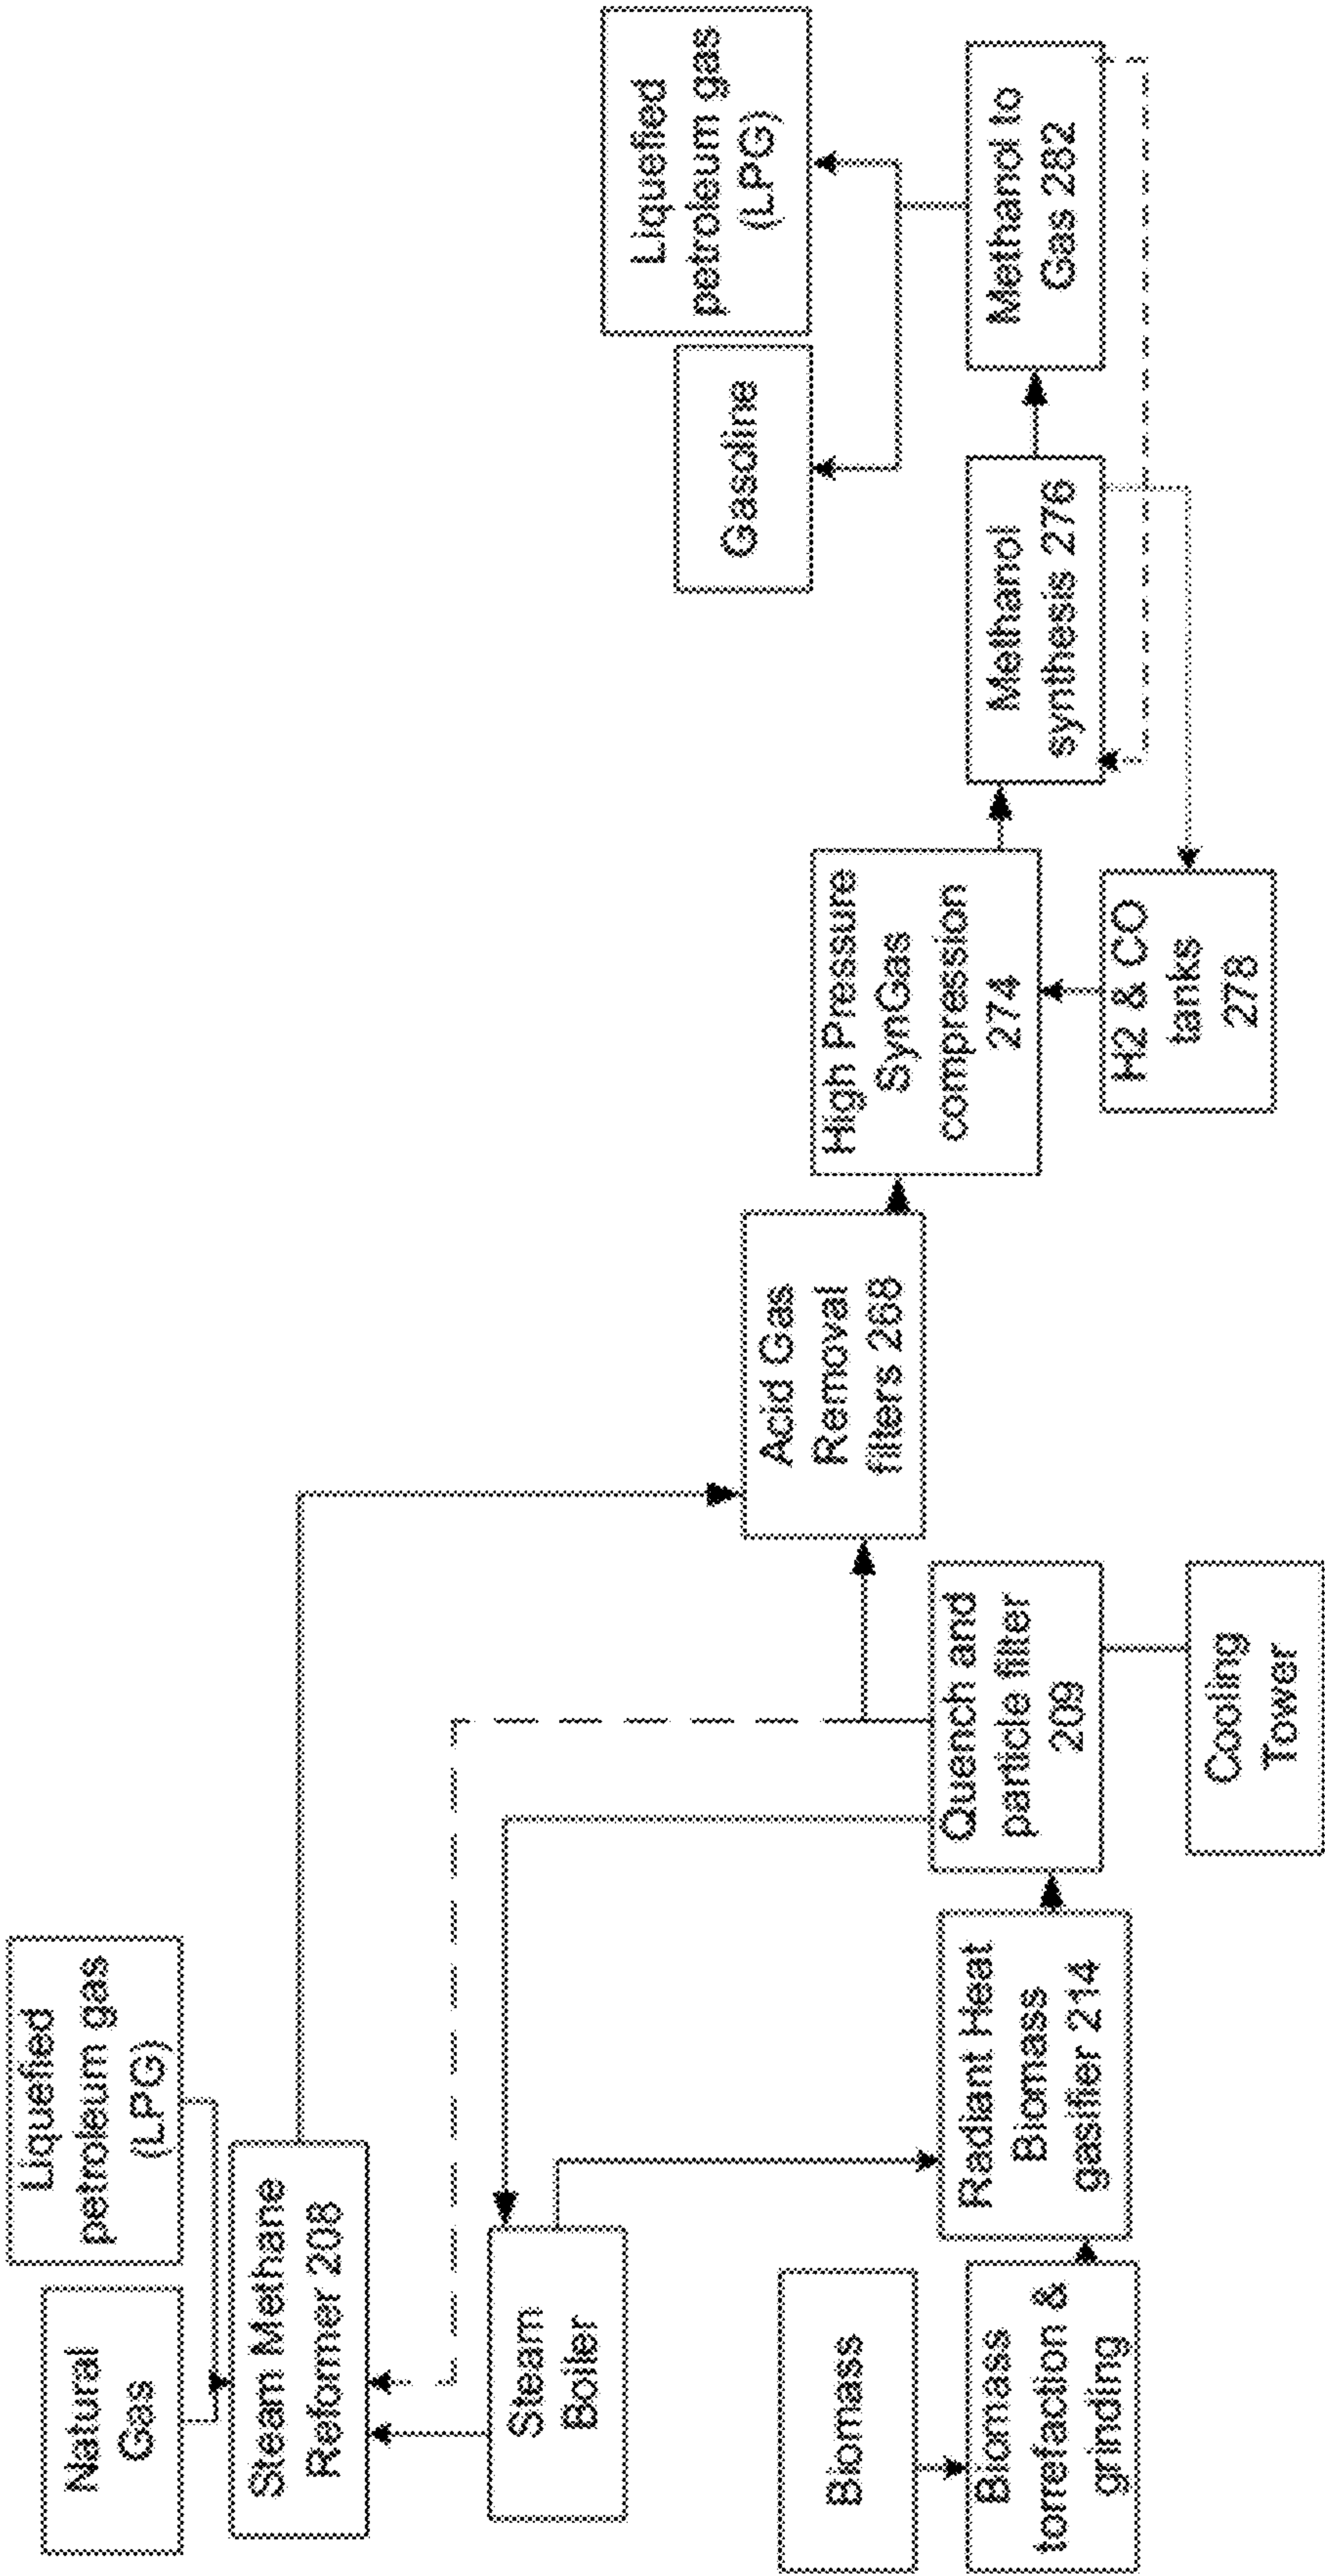 Natural
Gas
Liquefied
petroleum gas
(LPG)
Steam Methane
Reformer 208
Steam
Boiler
Biomass
Biomass
torrefaction &
grinding
Radiant Heat
Biomass
gasifier 214
Quench and
particle filter
209
Cooling
Tower
Acid Gas
Removal
filters 268
High Pressure
SynGas
compression
274
H2 & CO
tanks
278
Methanol
synthesis 276
Methanol to
Gas 282
Gasoline
Liquefied
petroleum gas
(LPG)